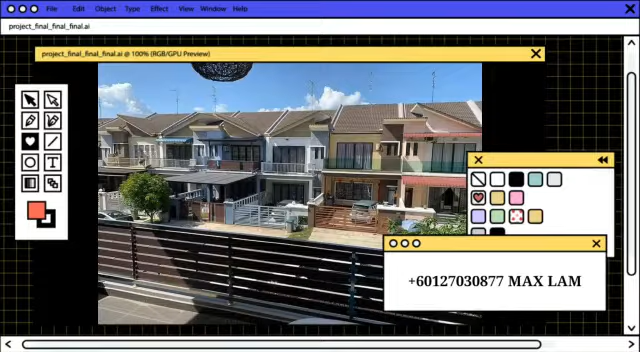 File Edit Object Type Effect View Window Help
project_final_final_final.ai
project_final_final_final.ai @ 100% (RGB/GPU Preview)
T
+60127030877 MAX LAM